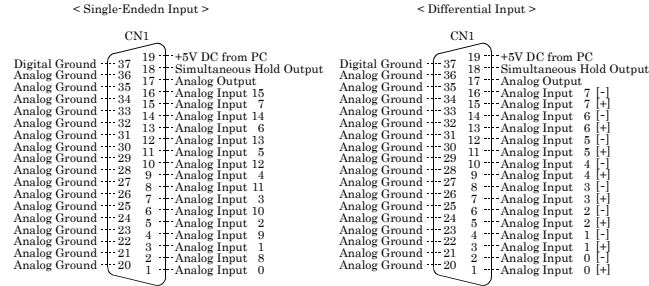 < Single-Endedn Input >
CN1
19 +5V DC from PC
Digital Ground 37
18 Simultaneous Hold Output
Analog Ground 36
17 Analog Output
Analog Ground 35
16 Analog Input 15
Analog Ground 34
15 Analog Input 7
Analog Ground 33
14 Analog Input 14
Analog Ground 32
13 Analog Input 6
Analog Ground 31
12 Analog Input 13
Analog Ground 30
11 Analog Input 5
Analog Ground 29
10 Analog Input 12
Analog Ground 28
9 Analog Input 4
Analog Ground 27
8 Analog Input 11
Analog Ground 26
7 Analog Input 3
Analog Ground 25
6 Analog Input 10
Analog Ground 24
5 Analog Input 2
Analog Ground 23
4 Analog Input 9
Analog Ground 22
3 Analog Input 1
Analog Ground 21
2 Analog Input 8
Analog Ground 20
1 Analog Input 0
< Differential Input >
CN1
19 +5V DC from PC
Digital Ground 37
18 Simultaneous Hold Output
Analog Ground 36
17 Analog Output
Analog Ground 35
16 Analog Input 7 [-]
Analog Ground 34
15 Analog Input 7 [+]
Analog Ground 33
14 Analog Input 6 [-]
Analog Ground 32
13 Analog Input 6 [+]
Analog Ground 31
12 Analog Input 5 [-]
Analog Ground 30
11 Analog Input 5 [+]
Analog Ground 29
10 Analog Input 4 [-]
Analog Ground 28
9 Analog Input 4 [+]
Analog Ground 27
8 Analog Input 3 [-]
Analog Ground 26
7 Analog Input 3 [+]
Analog Ground 25
6 Analog Input 2 [-]
Analog Ground 24
5 Analog Input 2 [+]
Analog Ground 23
4 Analog Input 1 [-]
Analog Ground 22
3 Analog Input 1 [+]
Analog Ground 21
2 Analog Input 0 [-]
Analog Ground 20
1 Analog Input 0 [+]